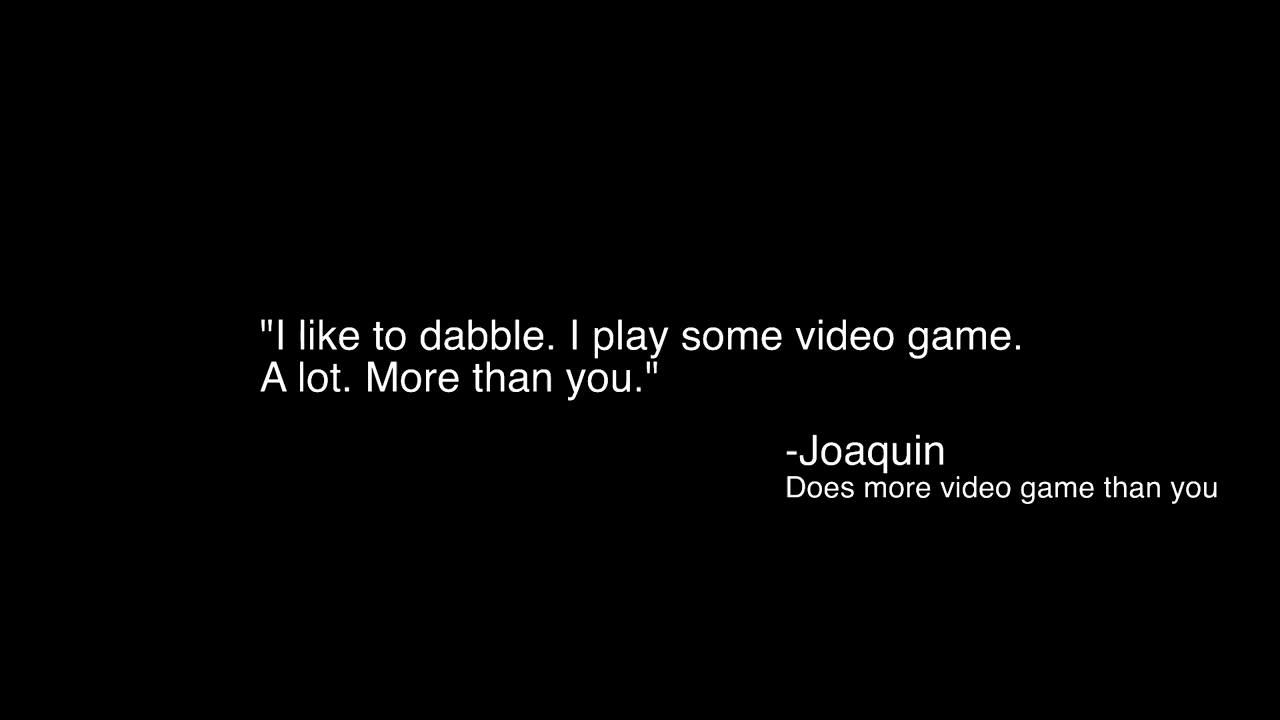 "I like to dabble. I play some video game.
A lot. More than you."
-Joaquin
Does more video game than you